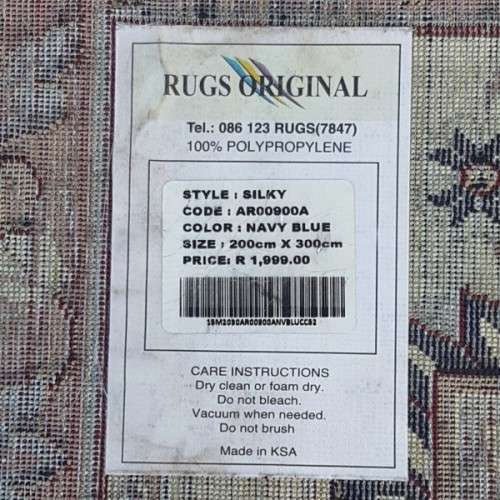 RUGS ORIGINAL
Tel.: 086 123 RUGS(7847)
100% POLYPROPYLENE
STYLE : SILKY
CODE : AR00900A
COLOR : NAVY BLUE
SIZE : 200cm X 300cm
PRICE: R 1,999.00
CARE INSTRUCTIONS
Dry clean or foam dry.
Do not bleach.
Vacuum when needed.
Do not brush
Made in KSA